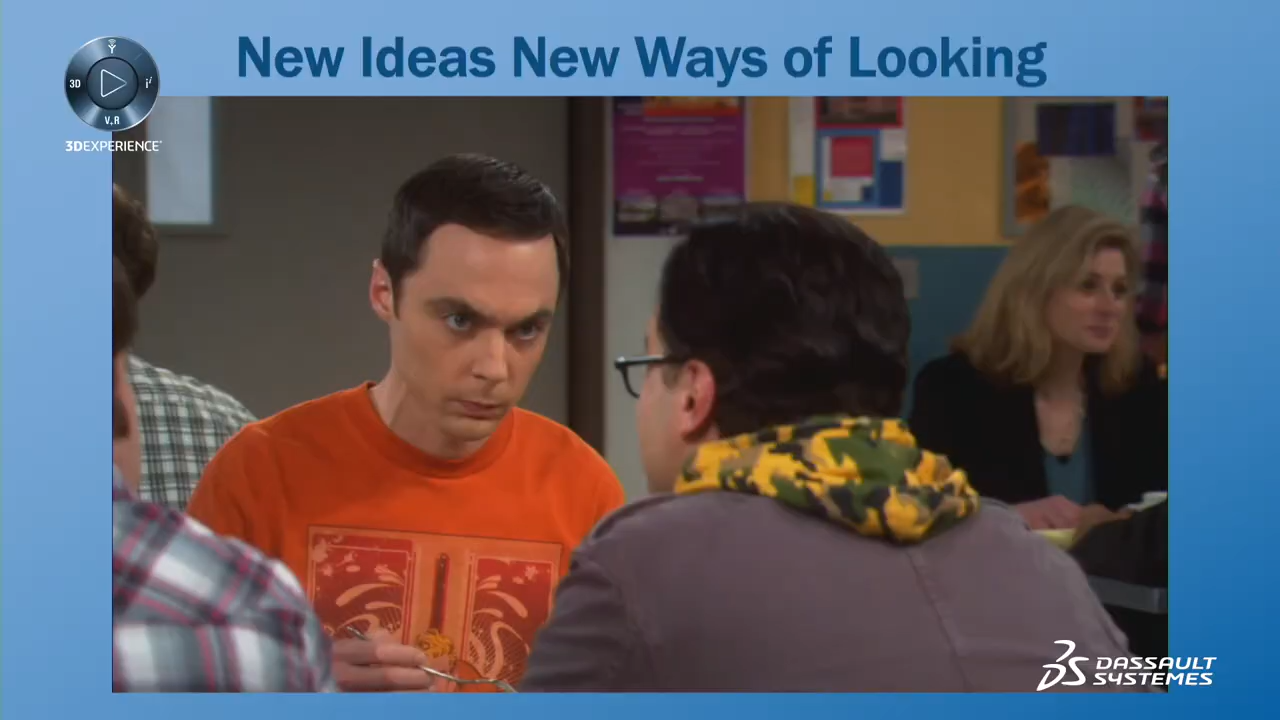 New Ideas New Ways of Looking
3D
i
V.R
3DEXPERIENCE
DASSAULT
SYSTEMES